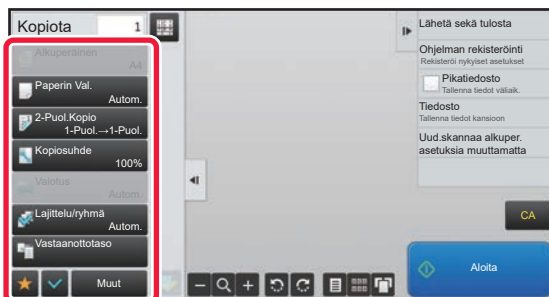 Kopiota
1
Alkuperäinen
A4
Paperin Val.
Autom.
2-Puol.Kopio
1-Puol.→1-Puol.
Kopiosuhde
100%
Valotus
Autom.
Lajittelu/ryhmä
Autom.
Vastaanottotaso
Muut
Lähetä sekä tulosta
Ohjelman rekisteröinti
Rekisteröi nykyiset asetukset
Pikatiedosto
Tallenna tiedot väliaik.
Tiedosto
Tallenna tiedot kansioon
Uud.skannaa alkuper.
asetuksia muuttamatta
CA
Aloita